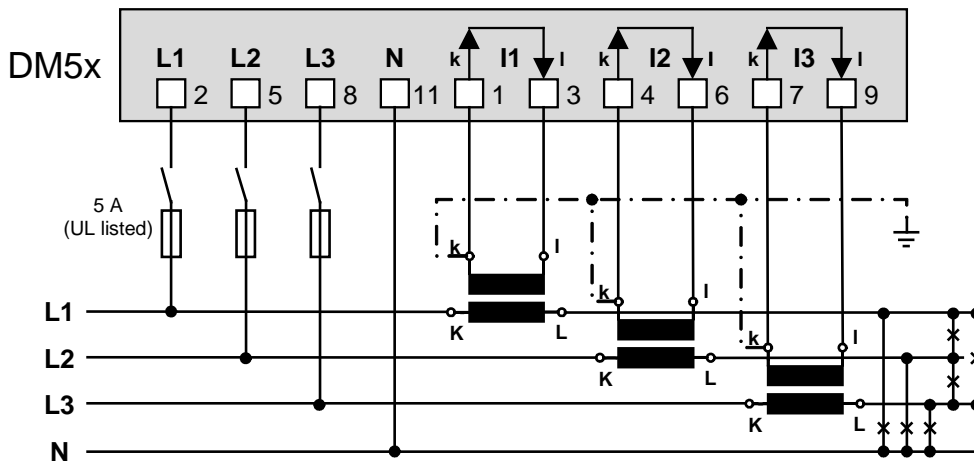 DM5x
L1 L2 L3 N k I1 l k I2 l k I3 l
2 5 8 11 1 3 4 6 7 9
5 A
(UL listed)
k l
L1
K L
k l
L2
K L
k l
L3
K L
N